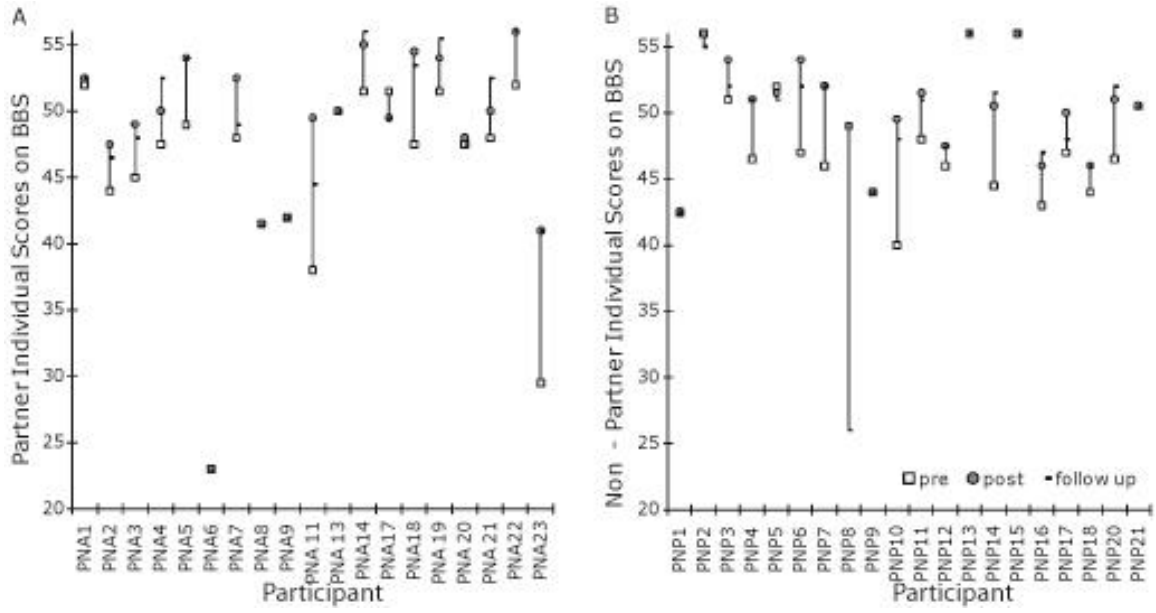 A
Partner Individual Scores on BBS
55
50
45
40
35
30
25
20
PNA1
PNA2
PNA3
PNA4
PNA5
PNA6
PNA7
PNA8
PNA9
PNA 11
PNA 13
PNA14
PNA17
PNA18
PNA 19
PNA 20
PNA 21
PNA22
PNA23
Participant
B
Non - Partner Individual Scores on BBS
55
50
45
40
35
30
25
20
pre post follow up
PNP1
PNP2
PNP3
PNP4
PNP5
PNP6
PNP7
PNP8
PNP9
PNP10
PNP11
PNP12
PNP13
PNP14
PNP15
PNP16
PNP17
PNP18
PNP20
PNP21
Participant